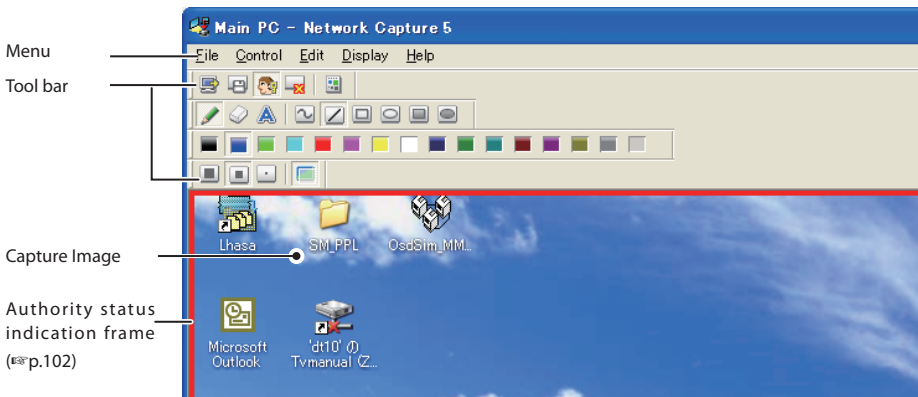 Main PC - Network Capture 5
Menu
File Control Edit Display Help
Tool bar
A
Lhasa SM_PPL OsdSim_MM...
Capture Image
Authority status
indication frame
(☞p.102)
Microsoft
Outlook
'dt10' の
Tvmanual (Z...